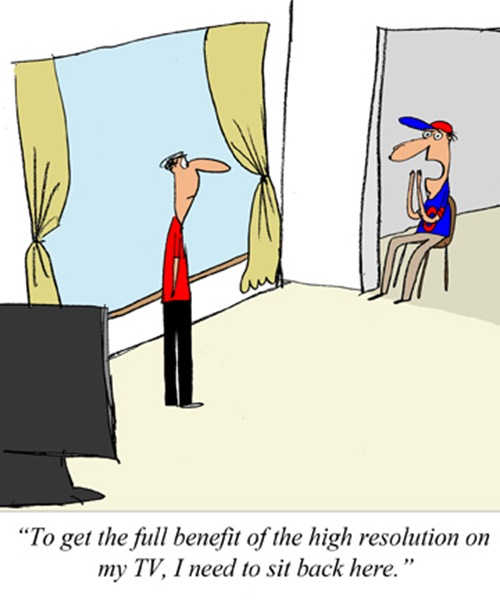 “To get the full benefit of the high resolution on
my TV, I need to sit back here.”